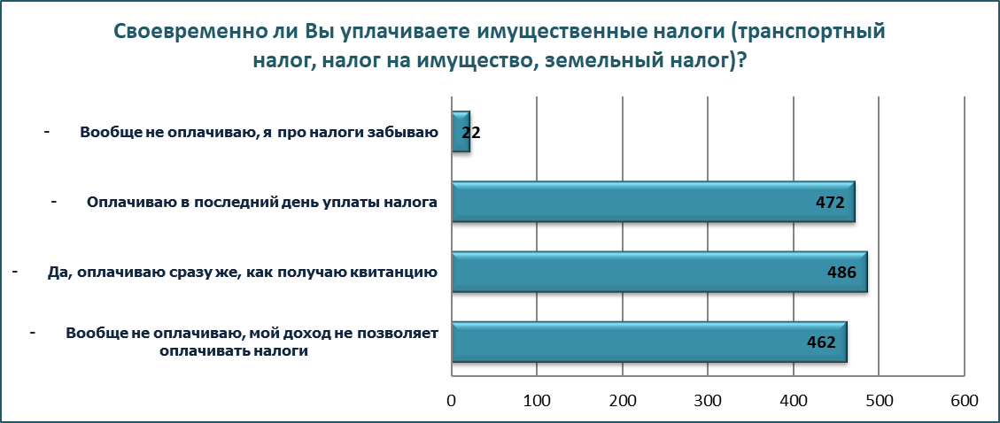 Своевременно ли Вы уплачиваете имущественные налоги (транспортный
налог, налог на имущество, земельный налог)?
- Вообще не оплачиваю, я про налоги забываю
22
- Оплачиваю в последний день уплаты налога
472
- Да, оплачиваю сразу же, как получаю квитанцию
486
- Вообще не оплачиваю, мой доход не позволяет
оплачивать налоги
462
0 100 200 300 400 500 600